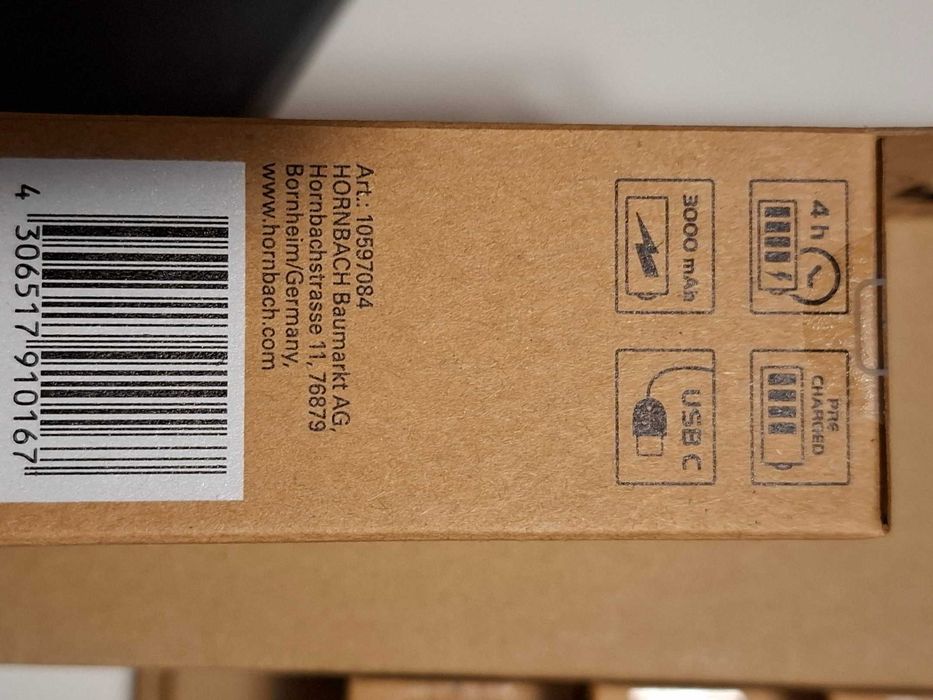 4 h
PRE
CHARGED
3000 mAh
USB C
Art.: 10597084
HORNBACH Baumarkt AG,
Hornbachstrasse 11, 76879
Bornheim/Germany,
www.hornbach.com
4 306517 910167